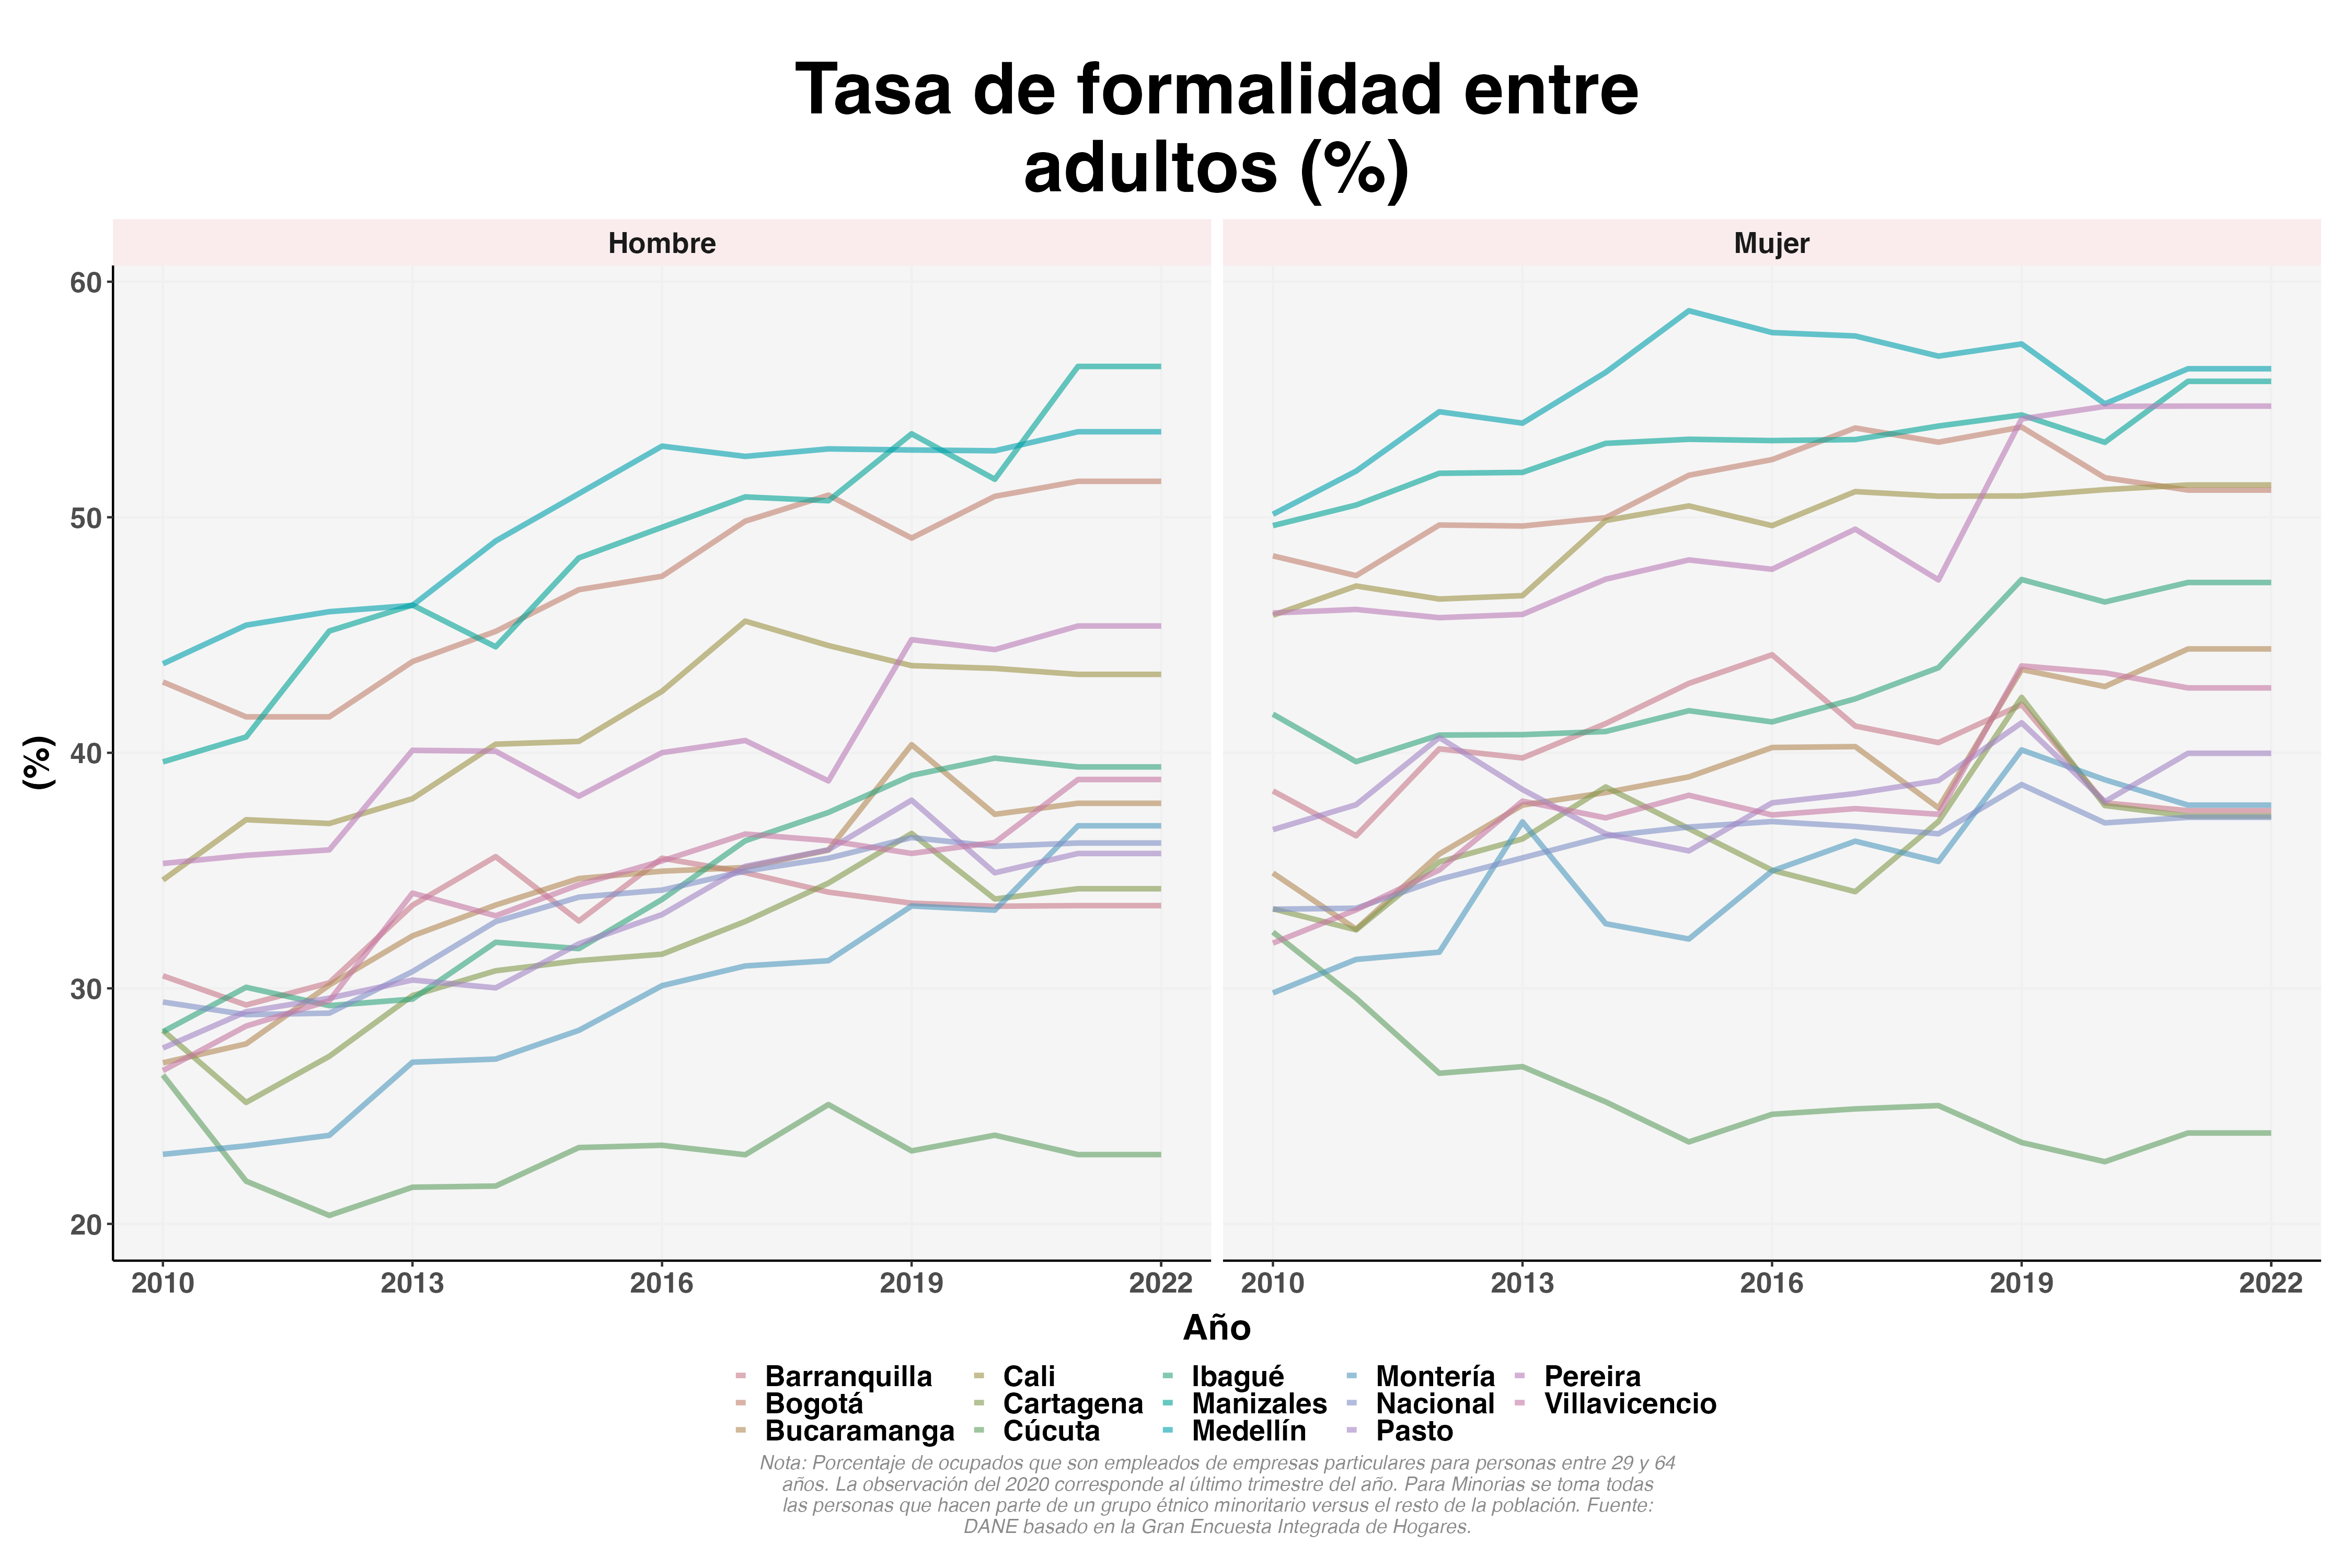 Tasa de formalidad entre
adultos (%)
Hombre
Mujer
60
50
40
30
20
(%)
2010 2013 2016 2019 2022
2010 2013 2016 2019 2022
Año
Barranquilla Cali Ibagué Montería Pereira
Bogotá Cartagena Manizales Nacional Villavicencio
Bucaramanga Cúcuta Medellín Pasto
Nota: Porcentaje de ocupados que son empleados de empresas particulares para personas entre 29 y 64
años. La observación del 2020 corresponde al último trimestre del año. Para Minorias se toma todas
las personas que hacen parte de un grupo étnico minoritario versus el resto de la población. Fuente:
DANE basado en la Gran Encuesta Integrada de Hogares.